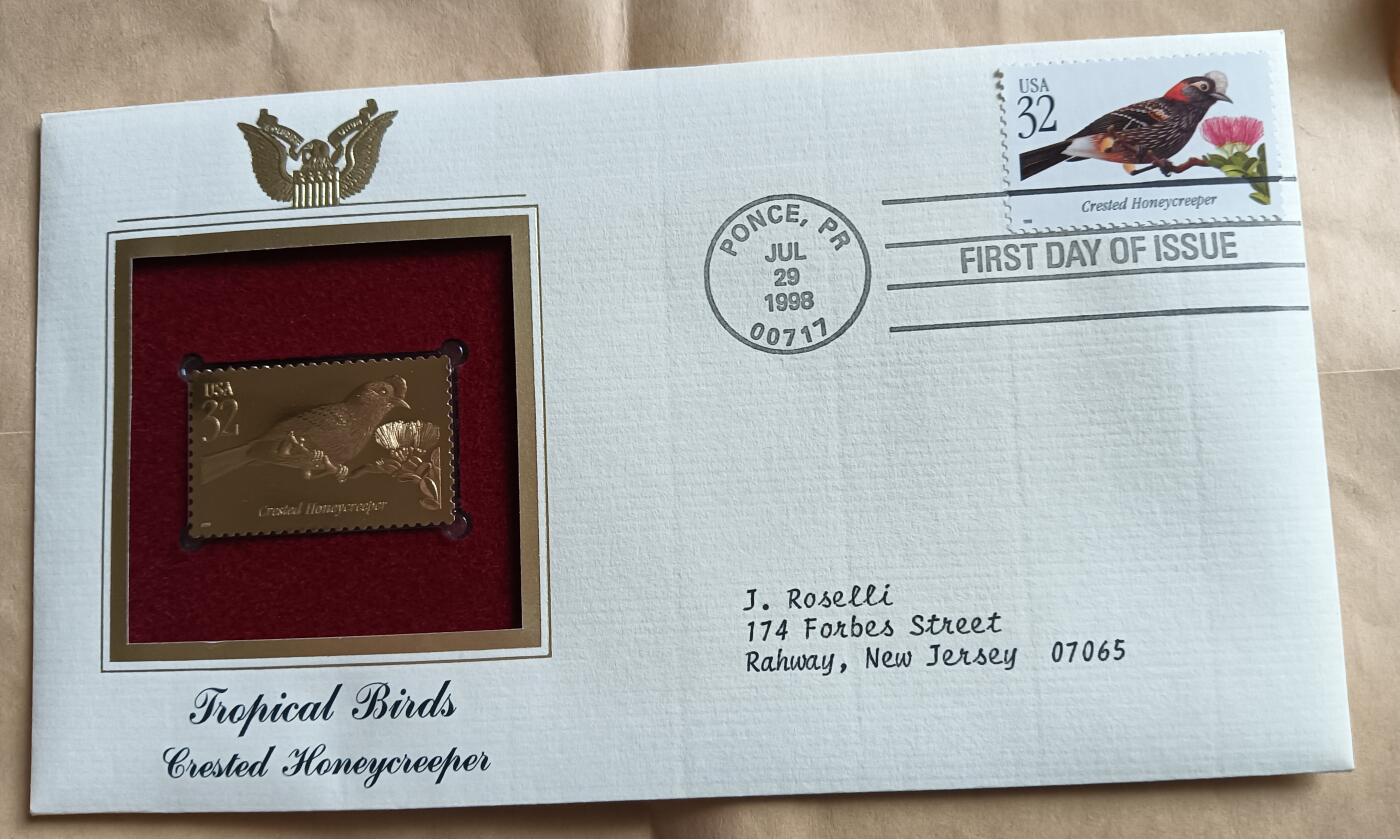 USA
32
Crested Honeycreeper
PONCE, PR
JUL
29
1998
00717
FIRST DAY OF ISSUE
USA
32
Crested Honeycreeper
J. Roselli
174 Forbes Street
Rahway, New Jersey 07065
Tropical Birds
Crested Honeycreeper